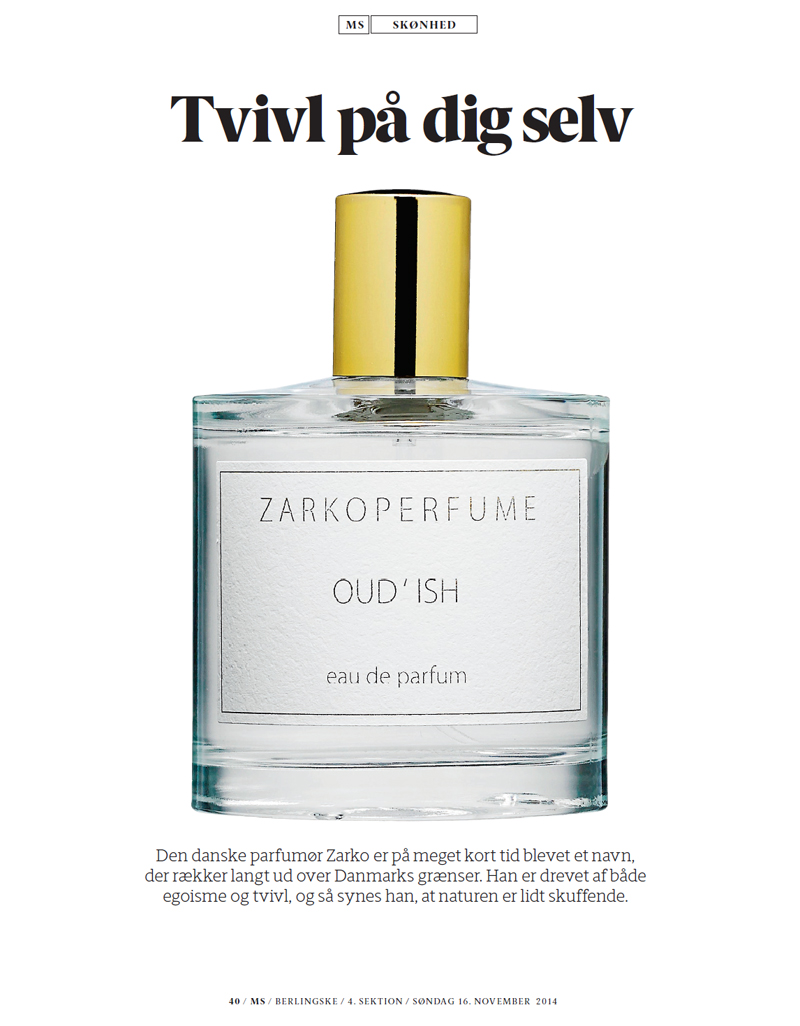 MS SKØNHED
Tvivl på dig selv
ZARKOPERFUME
OUD' ISH
eau de parfum
Den danske parfumør Zarko er på meget kort tid blevet et navn,
der rækker langt ud over Danmarks grænser. Han er drevet af både
egoisme og tvivl, og så synes han, at naturen er lidt skuffende.
40 / MS / BERLINGSKE / 4. SEKTION / SØNDAG 16. NOVEMBER 2014